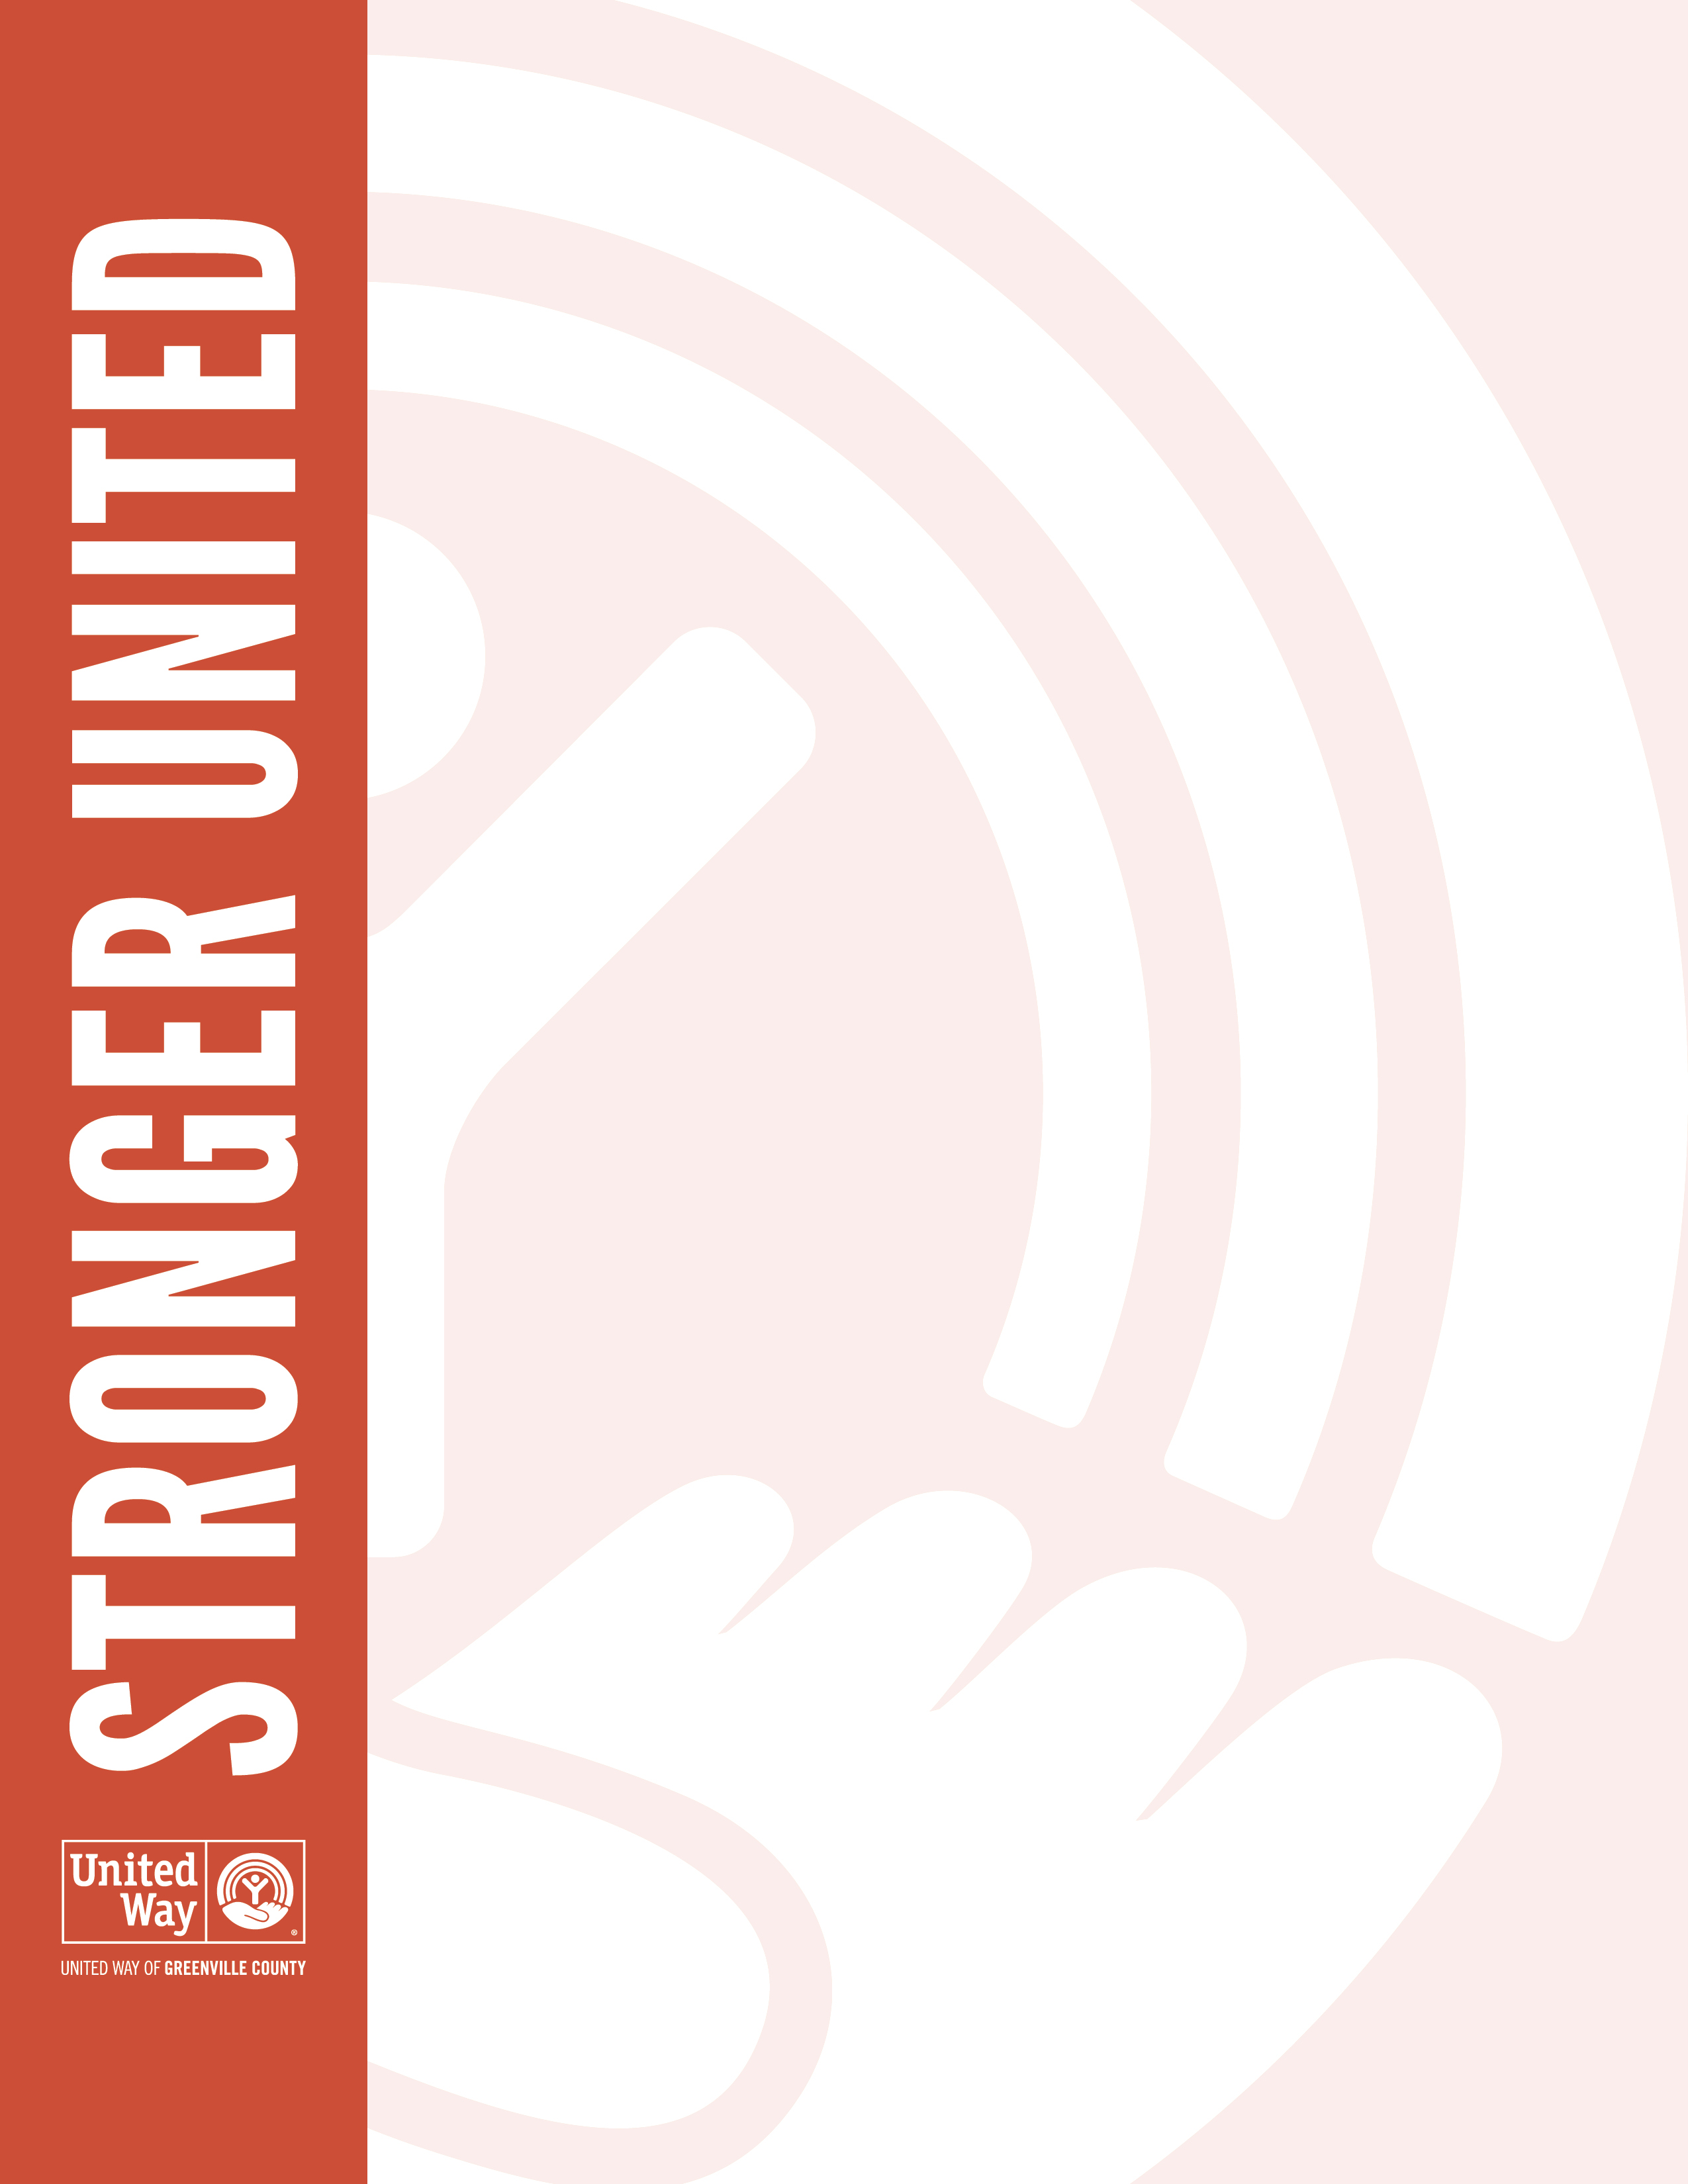 STRONGER UNITED
United
Way
®
UNITED WAY OF GREENVILLE COUNTY